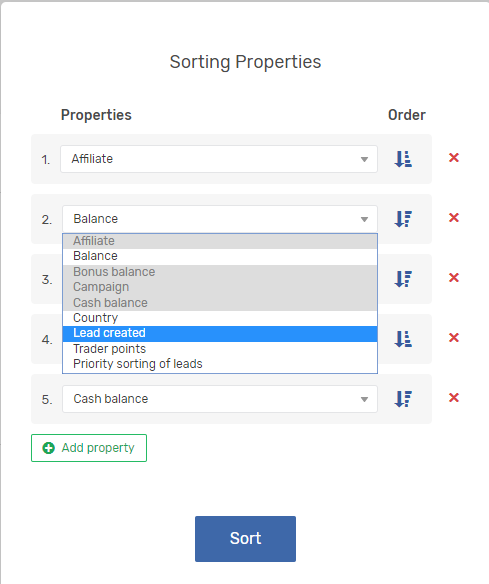 Sorting Properties
Properties Order
1. Affiliate
2. Balance
Affiliate
Balance
Bonus balance
3.
Campaign
Cash balance
Country
Lead created
4.
Trader points
Priority sorting of leads
5. Cash balance
Add property
Sort